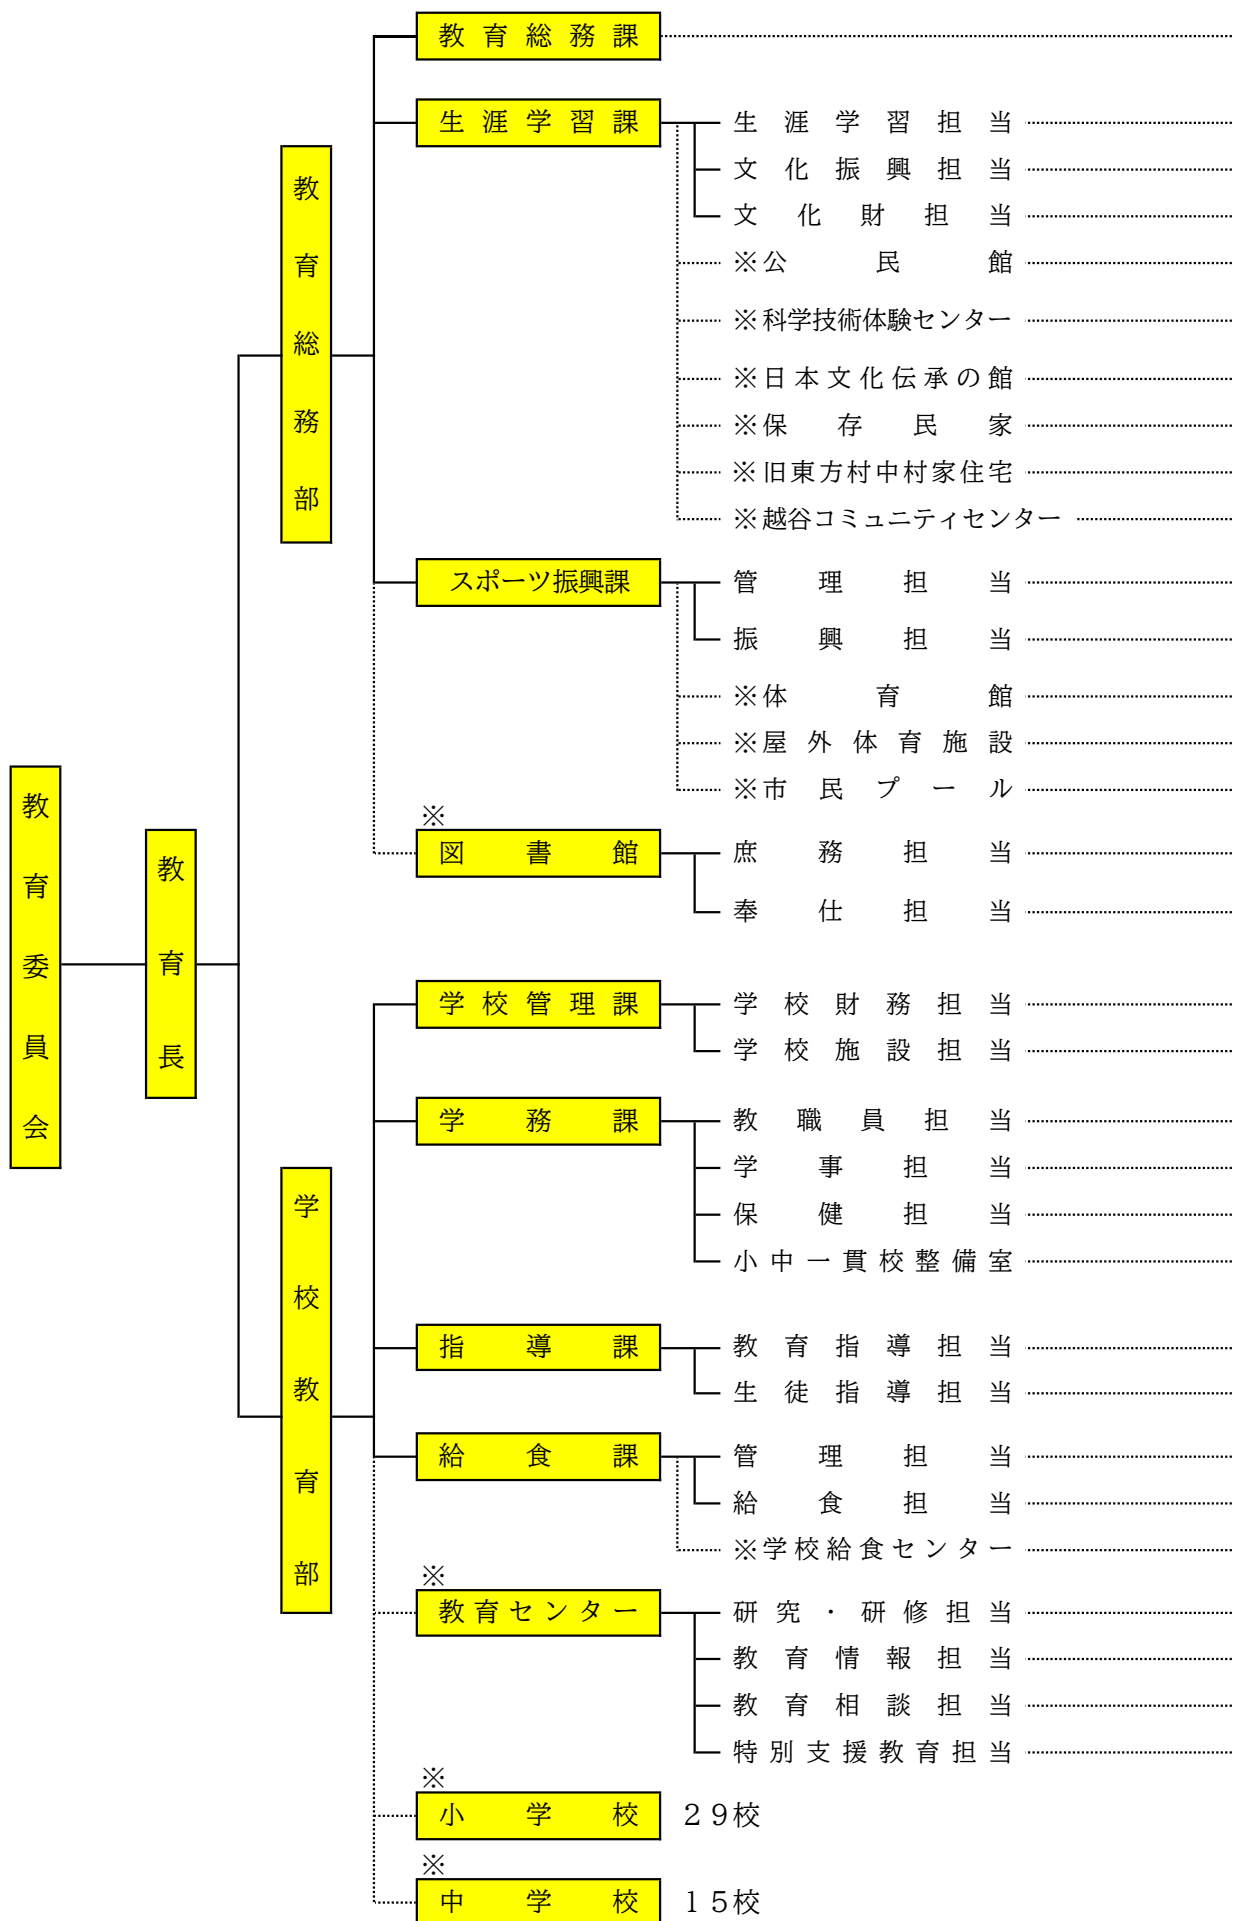 教育委員会
教育長
教育総務部
教育総務課
生涯学習課
生涯学習担当
文化振興担当
文化財担当
※公民館
※科学技術体験センター
※日本文化伝承の館
※保存民家
※旧東方村中村家住宅
※越谷コミュニティセンター
スポーツ振興課
管理担当
振興担当
※体育館
※屋外体育施設
※市民プール
※
図書館
庶務担当
奉仕担当
学校教育部
学校管理課
学校財務担当
学校施設担当
学務課
教職員担当
学事担当
保健担当
小中一貫校整備室
指導課
教育指導担当
生徒指導担当
給食課
管理担当
給食担当
※学校給食センター
※
教育センター
研究・研修担当
教育情報担当
教育相談担当
特別支援教育担当
※
小学校 ２９校
※
中学校 １５校